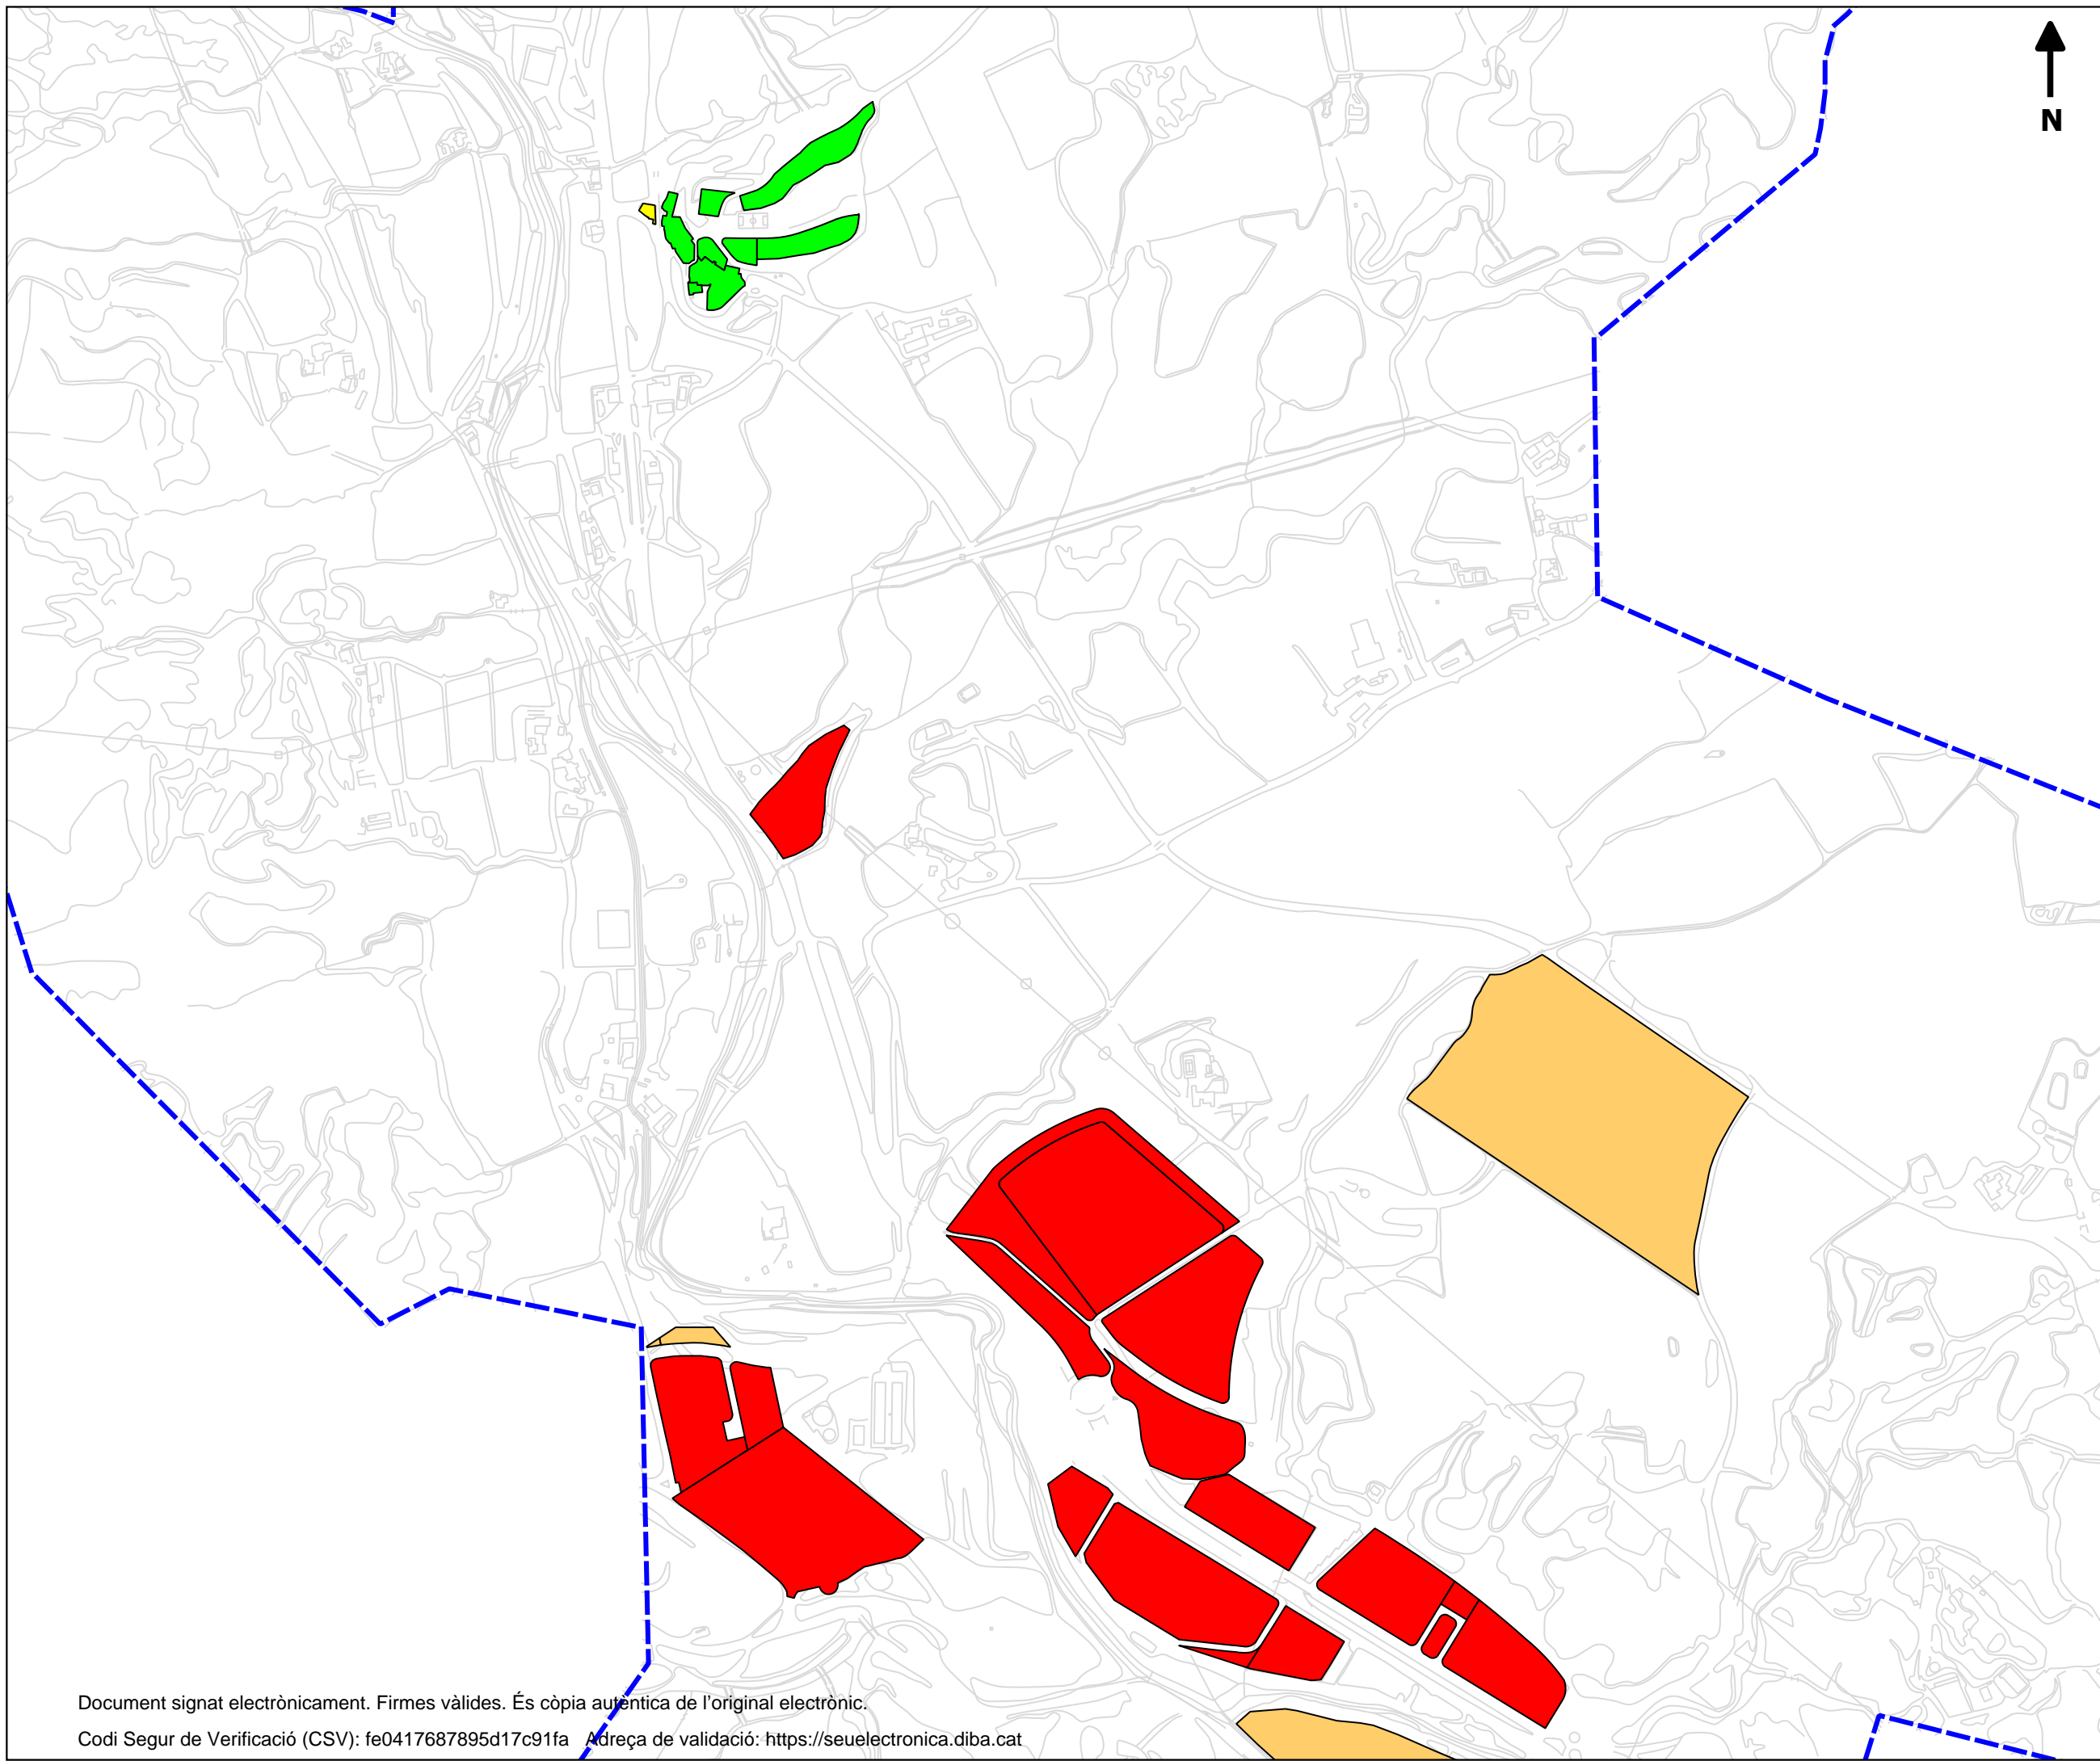 N
Document signat electrònicament. Firmes vàlides. És còpia autèntica de l'original electrònic.
Codi Segur de Verificació (CSV): fe0417687895d17c91fa Adreça de validació: https://seuelectronica.diba.cat